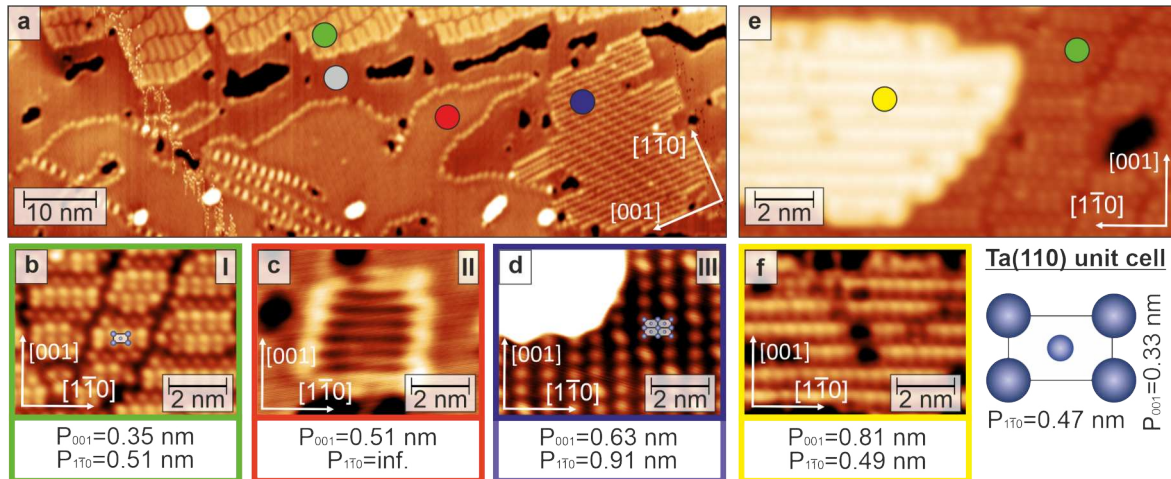 a
[11̄0]
[001]
10 nm
e
[001]
[11̄0]
2 nm
b
I
[001]
[11̄0]
2 nm
P₀₀₁=0.35 nm
P₁₁̄₀=0.51 nm
c
II
[001]
[11̄0]
2 nm
P₀₀₁=0.51 nm
P₁₁̄₀=inf.
d
III
[001]
[11̄0]
2 nm
P₀₀₁=0.63 nm
P₁₁̄₀=0.91 nm
f
[001]
[11̄0]
2 nm
P₀₀₁=0.81 nm
P₁₁̄₀=0.49 nm
Ta(110) unit cell
P₀₀₁=0.33 nm
P₁₁̄₀=0.47 nm